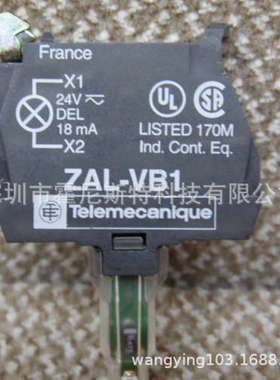 France
X1
24V
DEL
18 mA
X2
UL
SA
LISTED 170M
Ind. Cont. Eq.
ZAL-VB1
深圳市霍尼斯特科技有限公
Telemecanique
wangying103.1688.